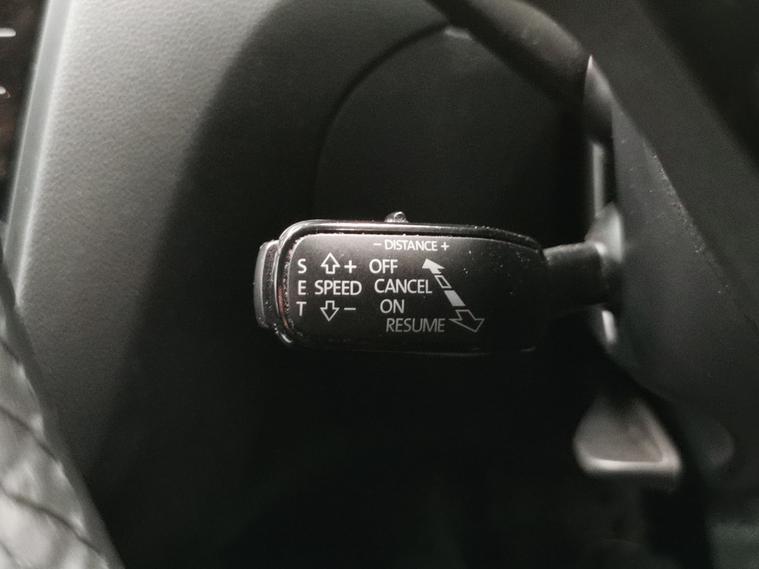 − DISTANCE +
S + OFF
E SPEED CANCEL
T − ON
RESUME